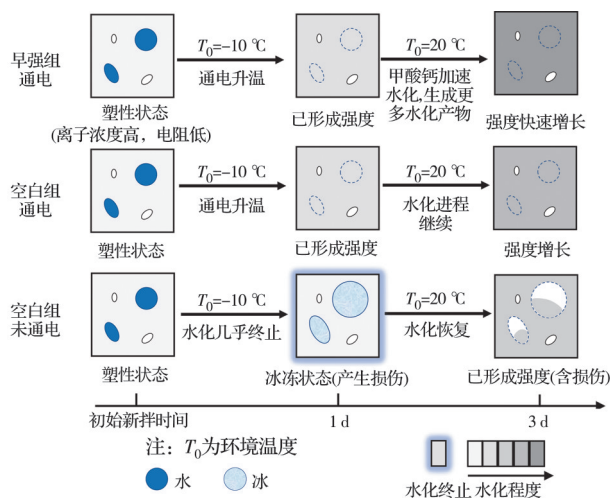 早强组
通电
T₀=−10 ℃
通电升温
T₀=20 ℃
甲酸钙加速
水化,生成更
多水化产物
塑性状态
(离子浓度高，电阻低)
已形成强度
强度快速增长
空白组
通电
T₀=−10 ℃
通电升温
T₀=20 ℃
水化进程
继续
塑性状态
已形成强度
强度增长
空白组
未通电
T₀=−10 ℃
水化几乎终止
T₀=20 ℃
水化恢复
塑性状态
冰冻状态(产生损伤)
已形成强度(含损伤)
初始新拌时间
1 d
3 d
注：T₀为环境温度
水
冰
水化终止
水化程度